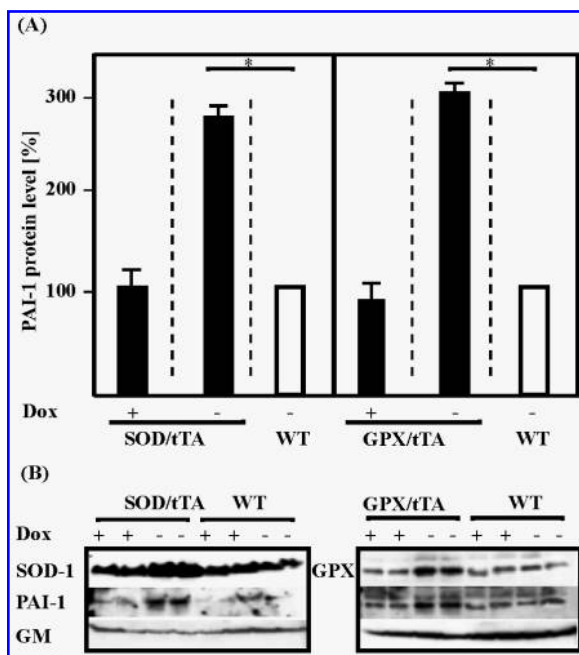 (A)
PAI-1 protein level [%]
300
200
100
* *
Dox + - - + - -
SOD/tTA WT GPX/tTA WT
(B)
SOD/tTA WT
Dox + + - - + + - -
SOD-1
PAI-1
GM
GPX/tTA WT
+ + - - + + - -
GPX